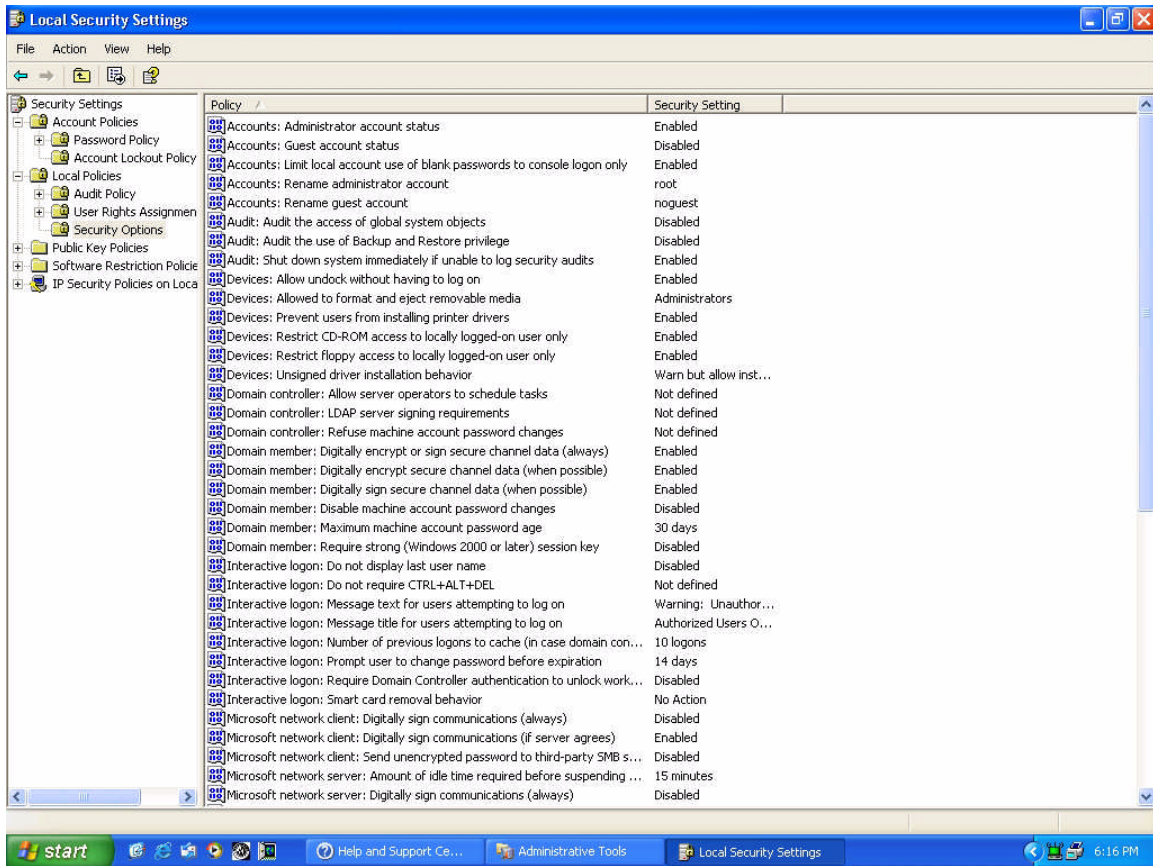 Local Security Settings
File Action View Help
Security Settings
Account Policies
Password Policy
Account Lockout Policy
Local Policies
Audit Policy
User Rights Assignmen
Security Options
Public Key Policies
Software Restriction Policie
IP Security Policies on Loca
Policy Security Setting
Accounts: Administrator account status Enabled
Accounts: Guest account status Disabled
Accounts: Limit local account use of blank passwords to console logon only Enabled
Accounts: Rename administrator account root
Accounts: Rename guest account noguest
Audit: Audit the access of global system objects Disabled
Audit: Audit the use of Backup and Restore privilege Disabled
Audit: Shut down system immediately if unable to log security audits Enabled
Devices: Allow undock without having to log on Enabled
Devices: Allowed to format and eject removable media Administrators
Devices: Prevent users from installing printer drivers Enabled
Devices: Restrict CD-ROM access to locally logged-on user only Enabled
Devices: Restrict floppy access to locally logged-on user only Enabled
Devices: Unsigned driver installation behavior Warn but allow inst...
Domain controller: Allow server operators to schedule tasks Not defined
Domain controller: LDAP server signing requirements Not defined
Domain controller: Refuse machine account password changes Not defined
Domain member: Digitally encrypt or sign secure channel data (always) Enabled
Domain member: Digitally encrypt secure channel data (when possible) Enabled
Domain member: Digitally sign secure channel data (when possible) Enabled
Domain member: Disable machine account password changes Disabled
Domain member: Maximum machine account password age 30 days
Domain member: Require strong (Windows 2000 or later) session key Disabled
Interactive logon: Do not display last user name Disabled
Interactive logon: Do not require CTRL+ALT+DEL Not defined
Interactive logon: Message text for users attempting to log on Warning: Unauthor...
Interactive logon: Message title for users attempting to log on Authorized Users O...
Interactive logon: Number of previous logons to cache (in case domain con... 10 logons
Interactive logon: Prompt user to change password before expiration 14 days
Interactive logon: Require Domain Controller authentication to unlock work... Disabled
Interactive logon: Smart card removal behavior No Action
Microsoft network client: Digitally sign communications (always) Disabled
Microsoft network client: Digitally sign communications (if server agrees) Enabled
Microsoft network client: Send unencrypted password to third-party SMB s... Disabled
Microsoft network server: Amount of idle time required before suspending ... 15 minutes
Microsoft network server: Digitally sign communications (always) Disabled
start Help and Support Ce... Administrative Tools Local Security Settings 6:16 PM